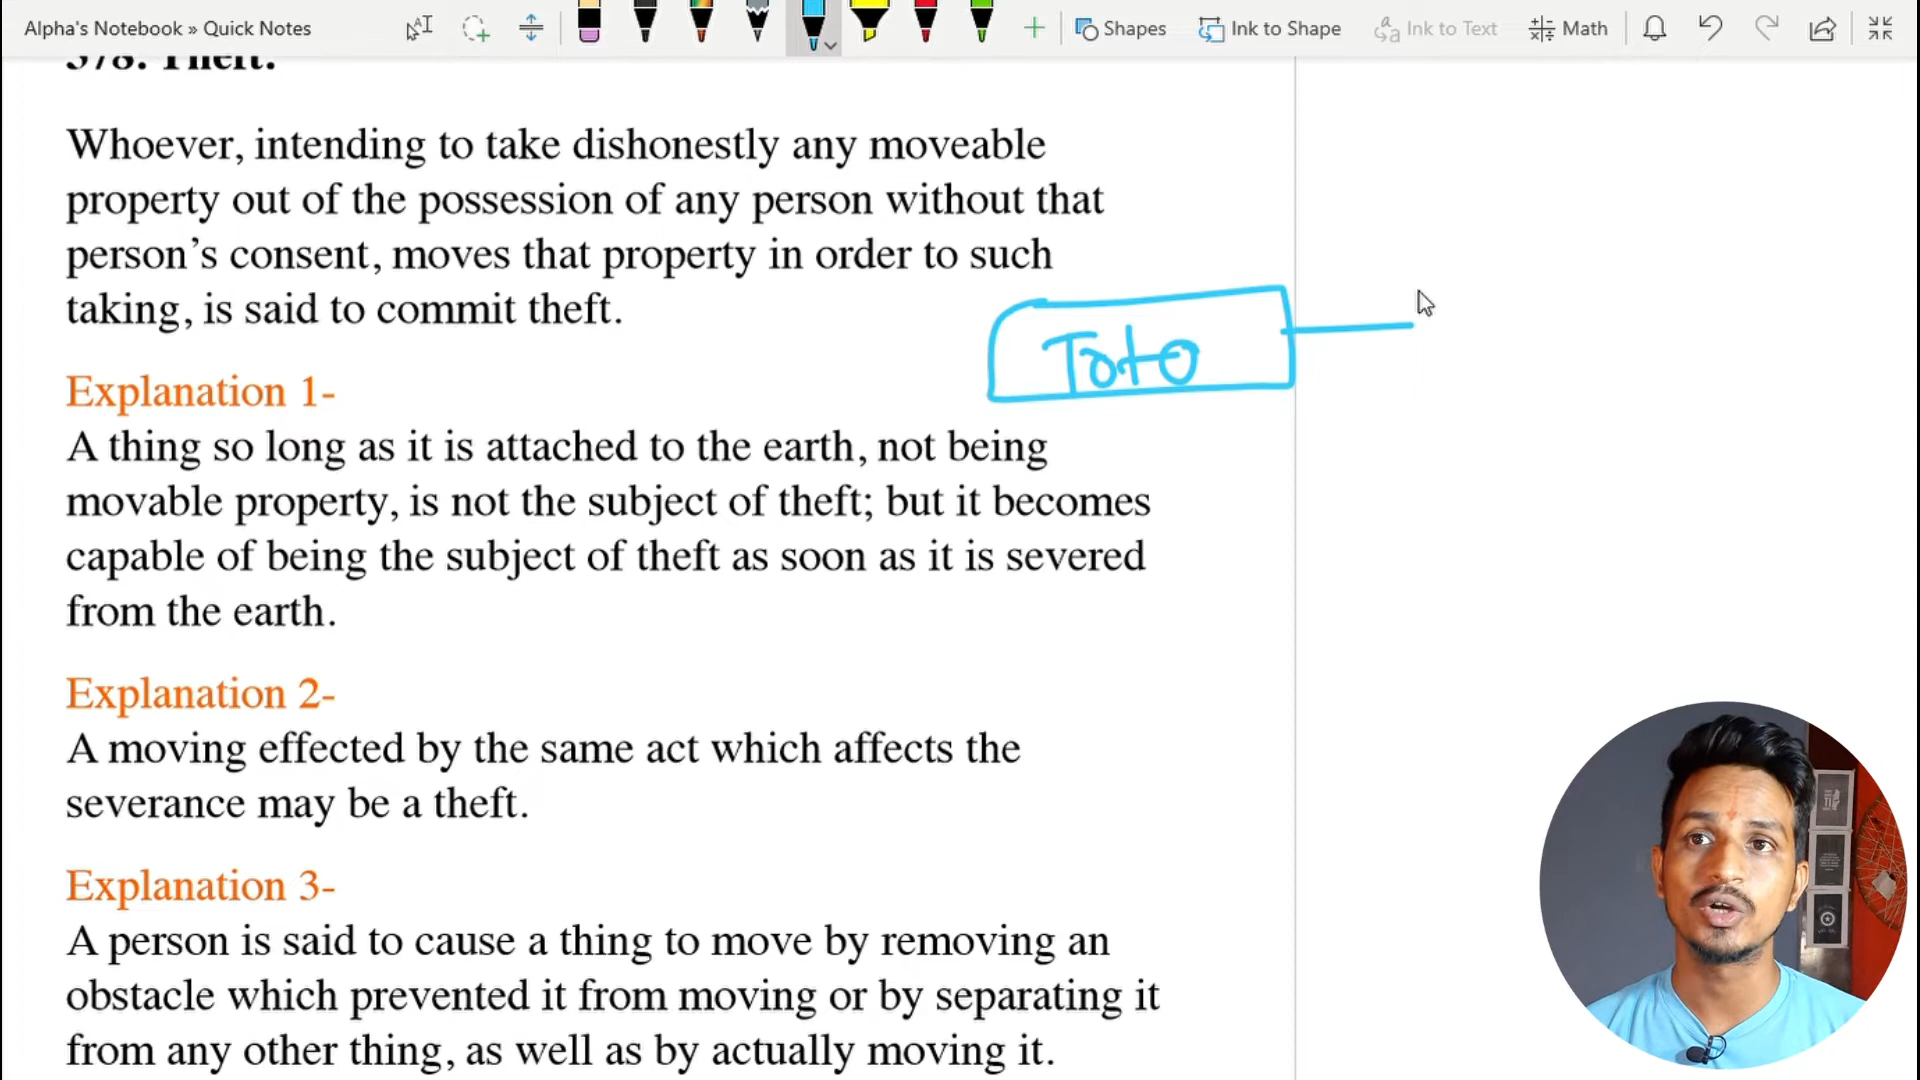 Alpha's Notebook » Quick Notes
Shapes
Ink to Shape
Ink to Text
Math
378. Theft.
Whoever, intending to take dishonestly any moveable
property out of the possession of any person without that
person’s consent, moves that property in order to such
taking, is said to commit theft.
Toto
Explanation 1-
A thing so long as it is attached to the earth, not being
movable property, is not the subject of theft; but it becomes
capable of being the subject of theft as soon as it is severed
from the earth.
Explanation 2-
A moving effected by the same act which affects the
severance may be a theft.
Explanation 3-
A person is said to cause a thing to move by removing an
obstacle which prevented it from moving or by separating it
from any other thing, as well as by actually moving it.